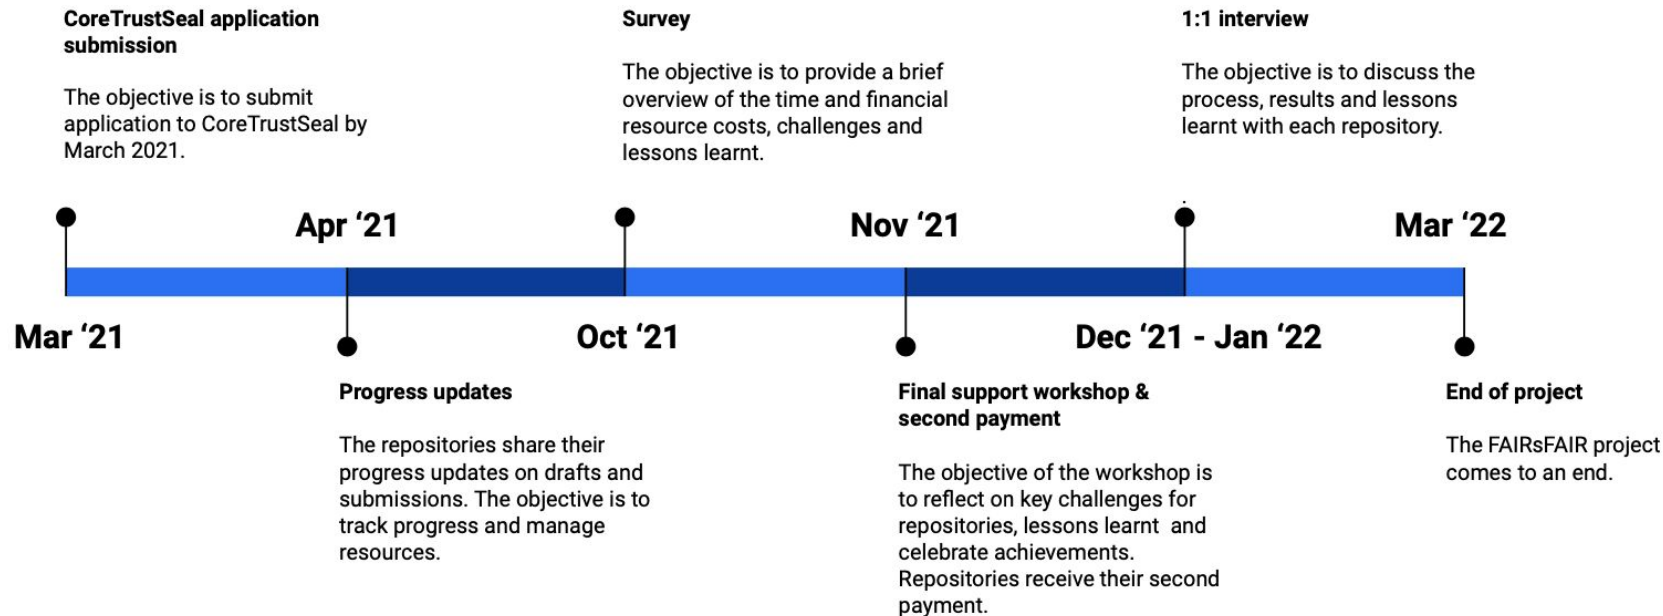 CoreTrustSeal application
submission
The objective is to submit
application to CoreTrustSeal by
March 2021.
Survey
The objective is to provide a brief
overview of the time and financial
resource costs, challenges and
lessons learnt.
1:1 interview
The objective is to discuss the
process, results and lessons
learnt with each repository.
Apr ‘21
Nov ‘21
Mar ‘22
Mar ‘21
Oct ‘21
Dec ‘21 - Jan ‘22
Progress updates
The repositories share their
progress updates on drafts and
submissions. The objective is to
track progress and manage
resources.
Final support workshop &
second payment
The objective of the workshop is
to reflect on key challenges for
repositories, lessons learnt and
celebrate achievements.
Repositories receive their second
payment.
End of project
The FAIRsFAIR project
comes to an end.